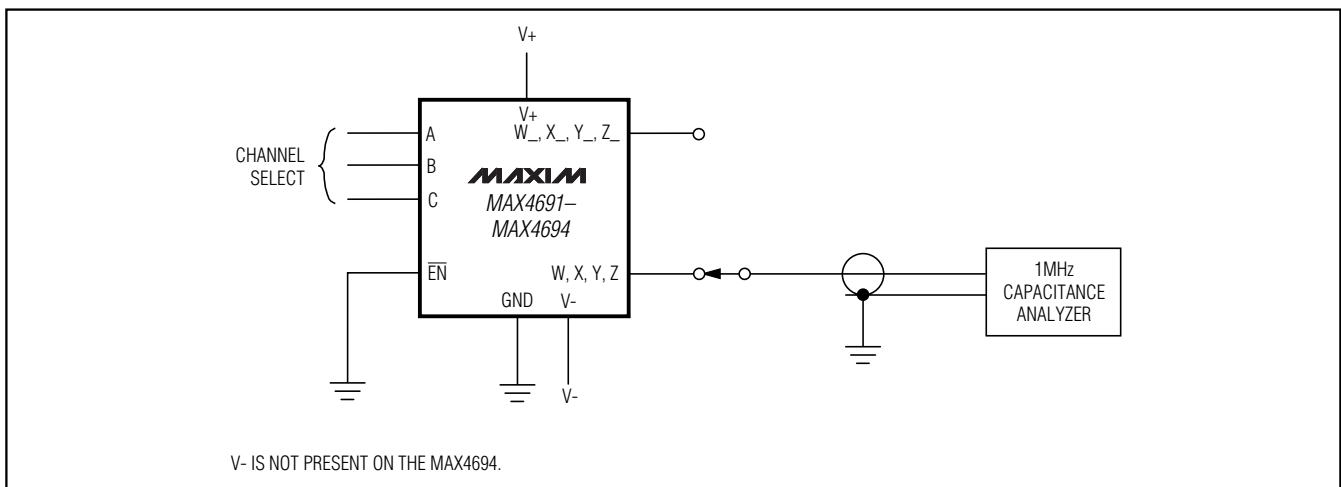 V+
V+
A
W_, X_, Y_, Z_
CHANNEL
SELECT
B
MAXIM
C
MAX4691–
MAX4694
EN
W, X, Y, Z
1MHz
CAPACITANCE
ANALYZER
GND
V-
V-
V- IS NOT PRESENT ON THE MAX4694.